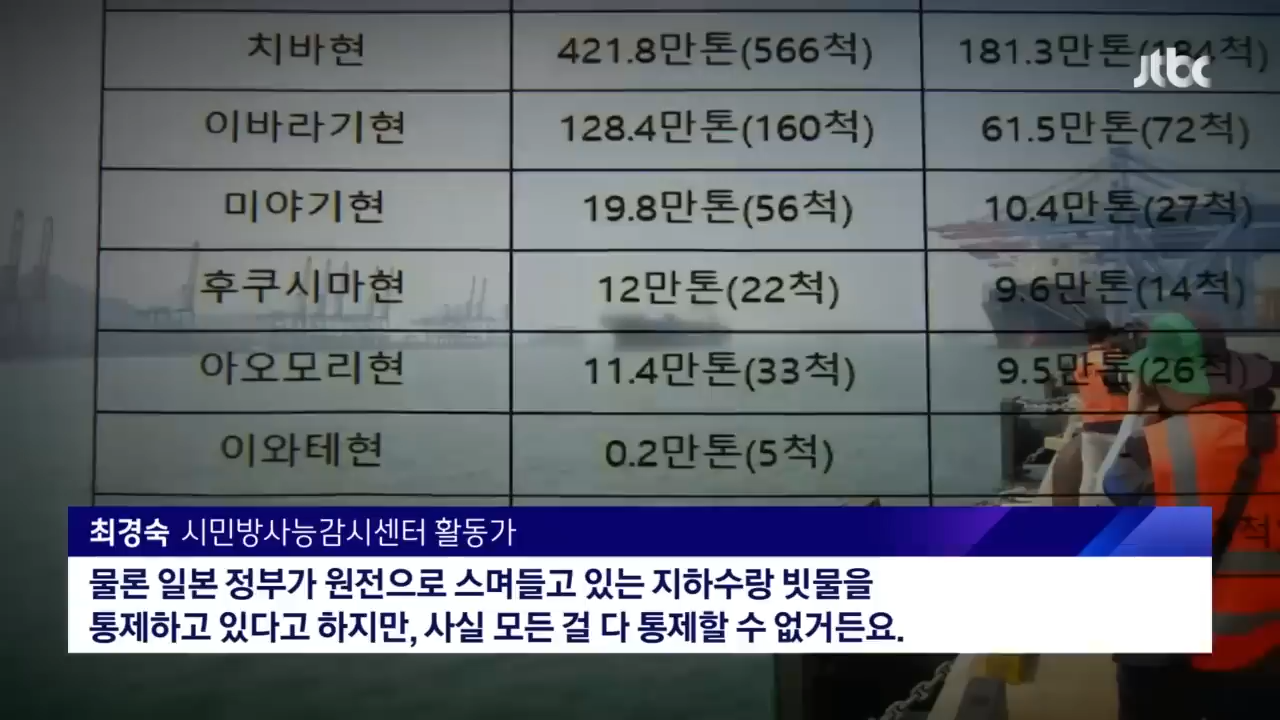 치바현 421.8만톤(566척) 181.3만톤(184척)
jtbc
이바라기현 128.4만톤(160척) 61.5만톤(72척)
미야기현 19.8만톤(56척) 10.4만톤(27척)
후쿠시마현 12만톤(22척) 9.6만톤(14척)
아오모리현 11.4만톤(33척) 9.5만톤(26척)
이와테현 0.2만톤(5척)
척
최경숙 시민방사능감시센터 활동가
물론 일본 정부가 원전으로 스며들고 있는 지하수랑 빗물을
통제하고 있다고 하지만, 사실 모든 걸 다 통제할 수 없거든요.